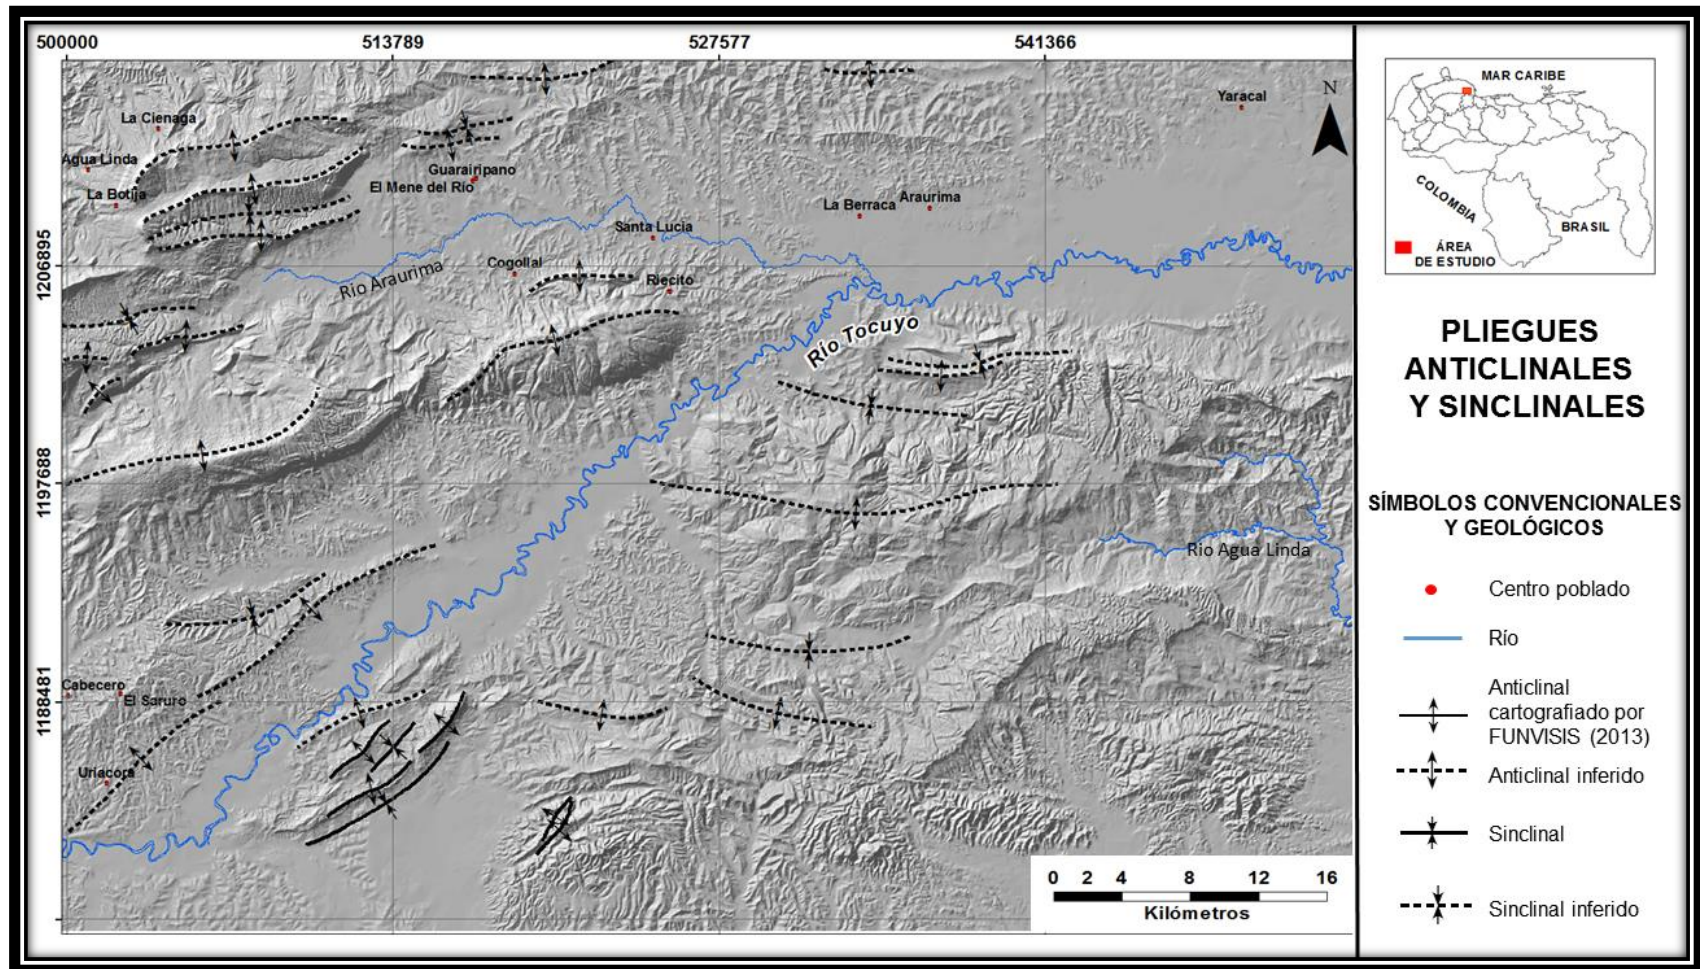 500000 513789 527577 541366
N
MAR CARIBE
COLOMBIA
BRASIL
ÁREA
DE ESTUDIO
La Cienaga
Yaracal
Agua Linda
Guarairipano
El Mene del Río
La Botija
La Berraca
Araurima
Santa Lucia
1206895
Río Araurima
Cogollal
Riecito
Río Tocuyo
1197688
Rio Agua Linda
1188481
Cabecero
El Saruro
Uriacora
0 2 4 8 12 16
Kilómetros
PLIEGUES
ANTICLINALES
Y SINCLINALES
SÍMBOLOS CONVENCIONALES
Y GEOLÓGICOS
Centro poblado
Río
Anticlinal
cartografiado por
FUNVISIS (2013)
Anticlinal inferido
Sinclinal
Sinclinal inferido